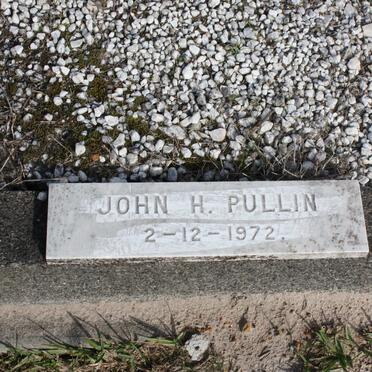 JOHN H. PULLIN
2-12-1972.